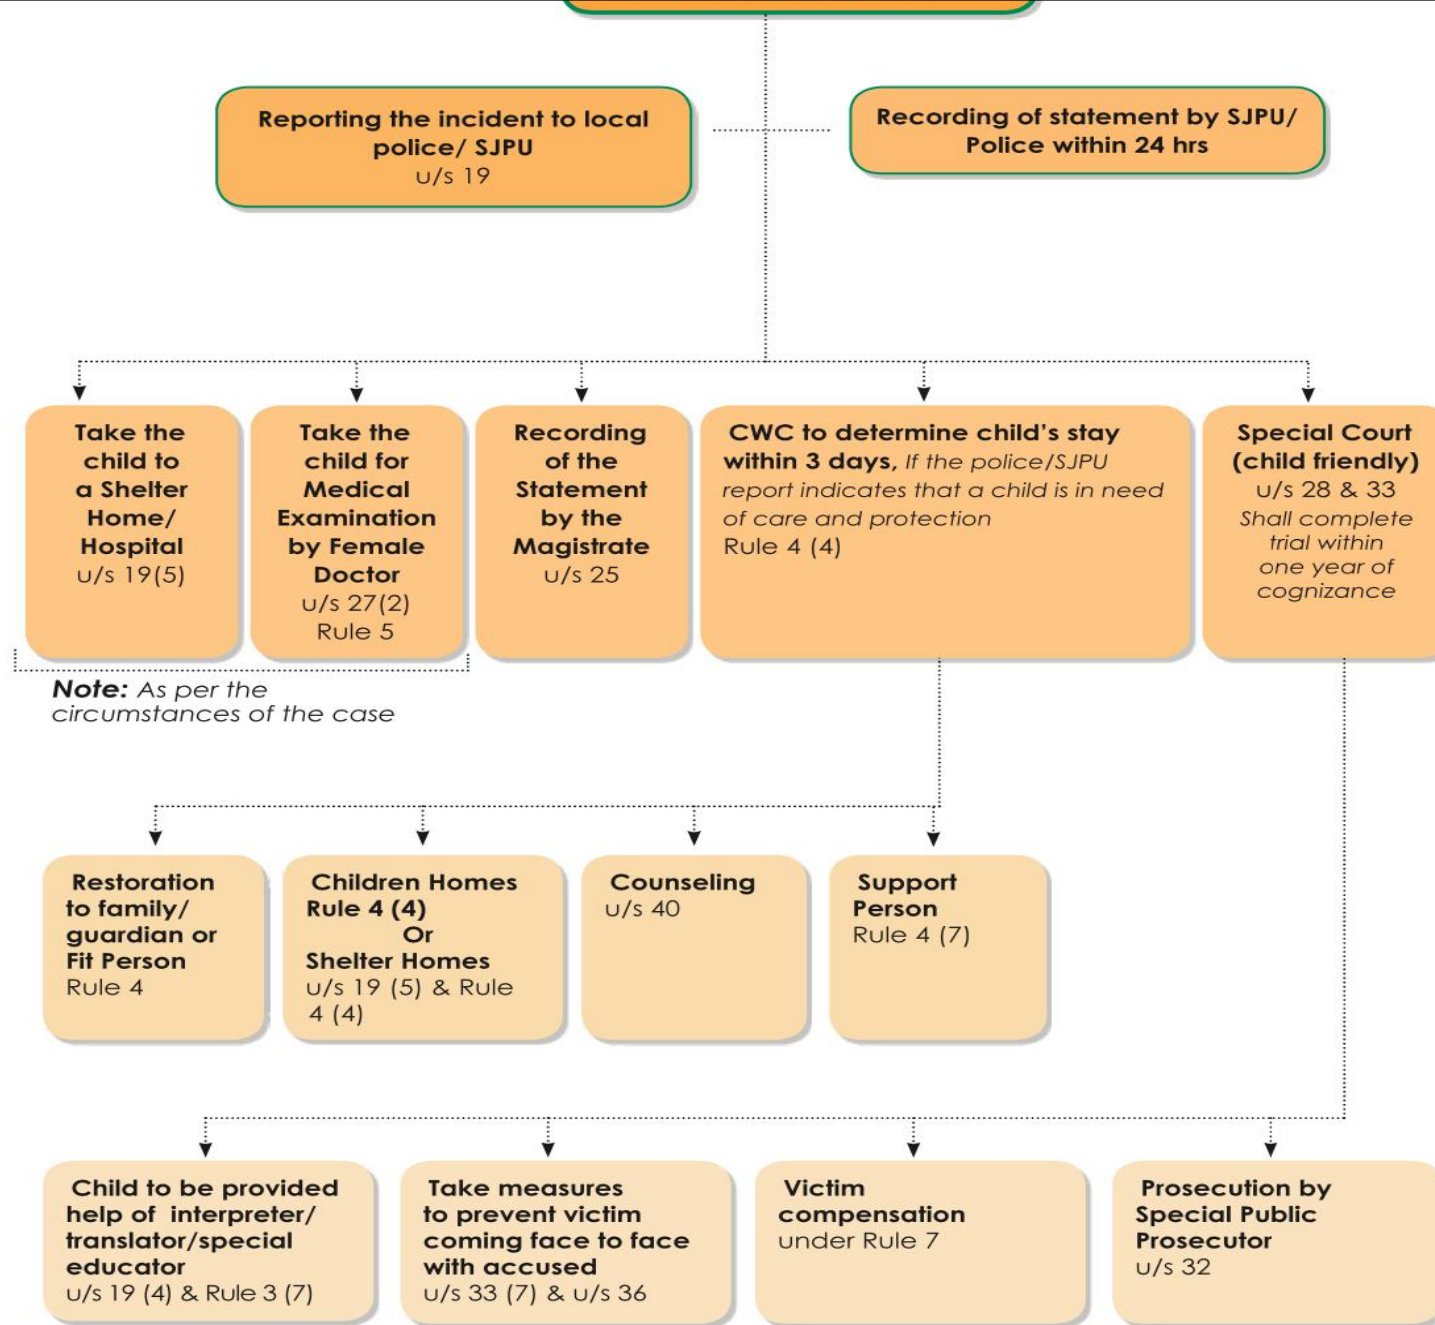 Reporting the incident to local
police/ SJPU
u/s 19
Recording of statement by SJPU/
Police within 24 hrs
Take the
child to
a Shelter
Home/
Hospital
u/s 19(5)
Take the
child for
Medical
Examination
by Female
Doctor
u/s 27(2)
Rule 5
Recording
of the
Statement
by the
Magistrate
u/s 25
CWC to determine child's stay
within 3 days, If the police/SJPU
report indicates that a child is in need
of care and protection
Rule 4 (4)
Special Court
(child friendly)
u/s 28 & 33
Shall complete
trial within
one year of
cognizance
Note: As per the
circumstances of the case
Restoration
to family/
guardian or
Fit Person
Rule 4
Children Homes
Rule 4 (4)
Or
Shelter Homes
u/s 19 (5) & Rule
4 (4)
Counseling
u/s 40
Support
Person
Rule 4 (7)
Child to be provided
help of interpreter/
translator/special
educator
u/s 19 (4) & Rule 3 (7)
Take measures
to prevent victim
coming face to face
with accused
u/s 33 (7) & u/s 36
Victim
compensation
under Rule 7
Prosecution by
Special Public
Prosecutor
u/s 32